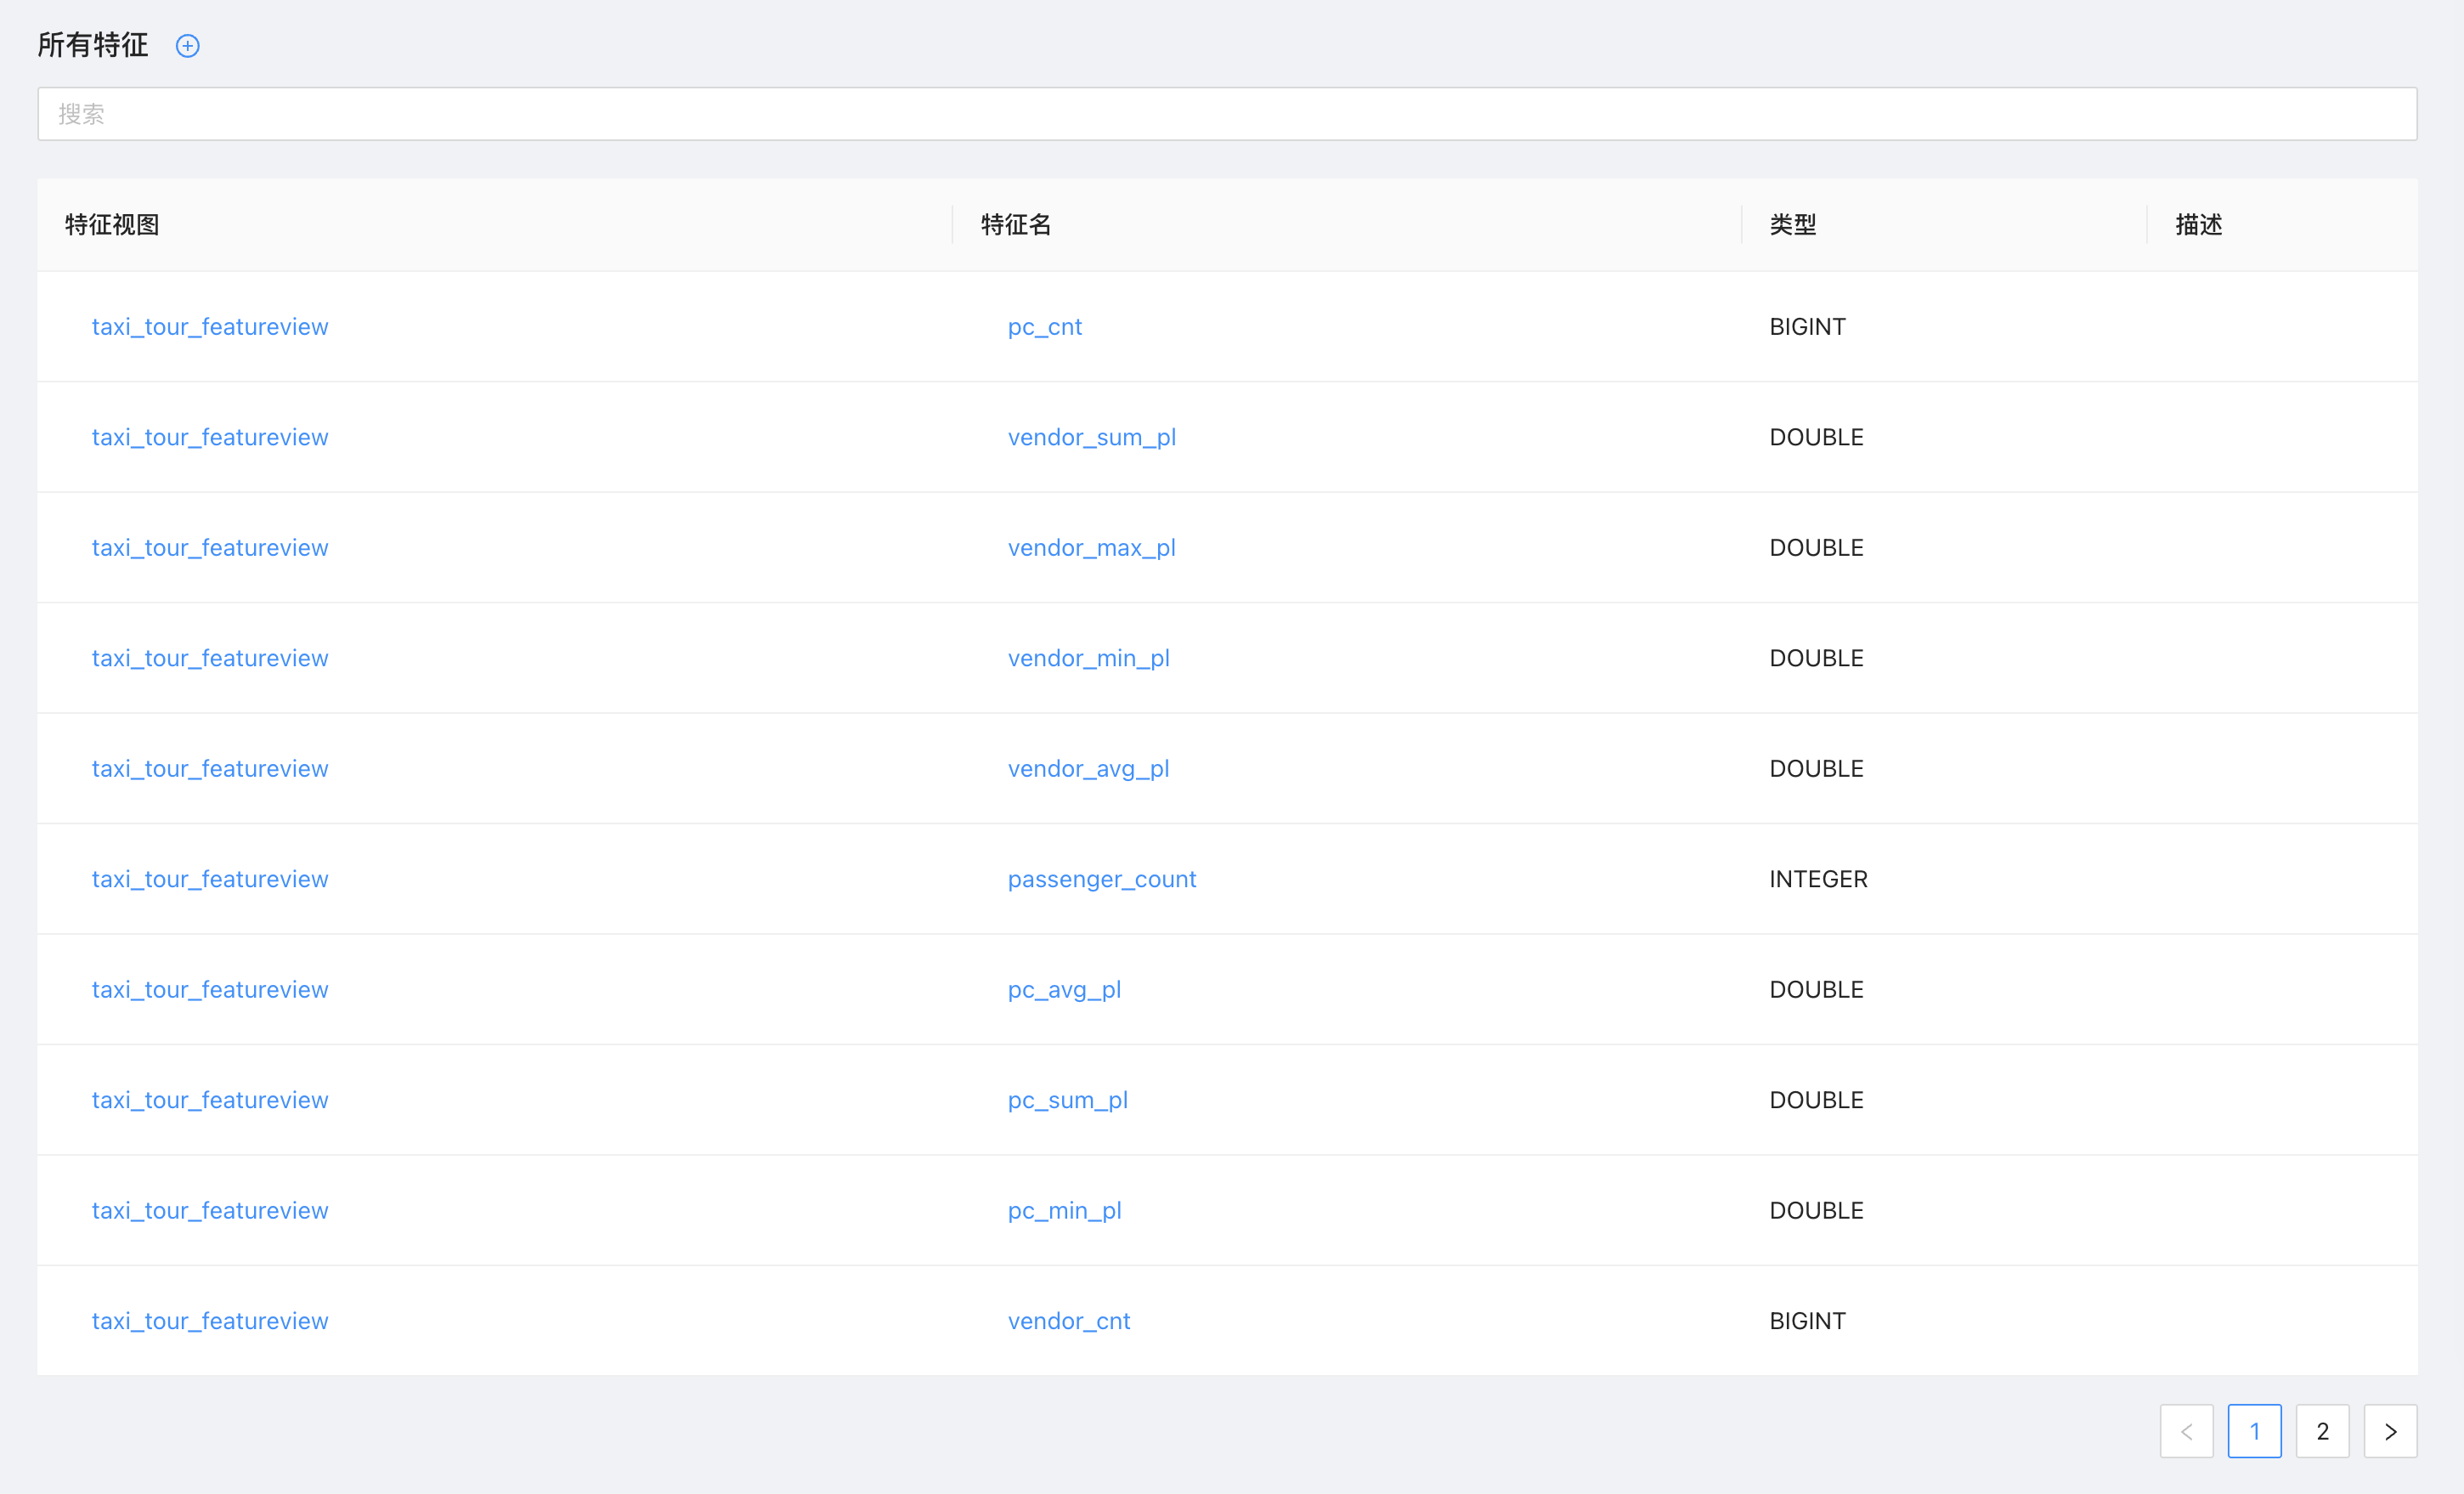 所有特征
搜索
特征视图 特征名 类型 描述
taxi_tour_featureview pc_cnt BIGINT
taxi_tour_featureview vendor_sum_pl DOUBLE
taxi_tour_featureview vendor_max_pl DOUBLE
taxi_tour_featureview vendor_min_pl DOUBLE
taxi_tour_featureview vendor_avg_pl DOUBLE
taxi_tour_featureview passenger_count INTEGER
taxi_tour_featureview pc_avg_pl DOUBLE
taxi_tour_featureview pc_sum_pl DOUBLE
taxi_tour_featureview pc_min_pl DOUBLE
taxi_tour_featureview vendor_cnt BIGINT
< 1 2 >